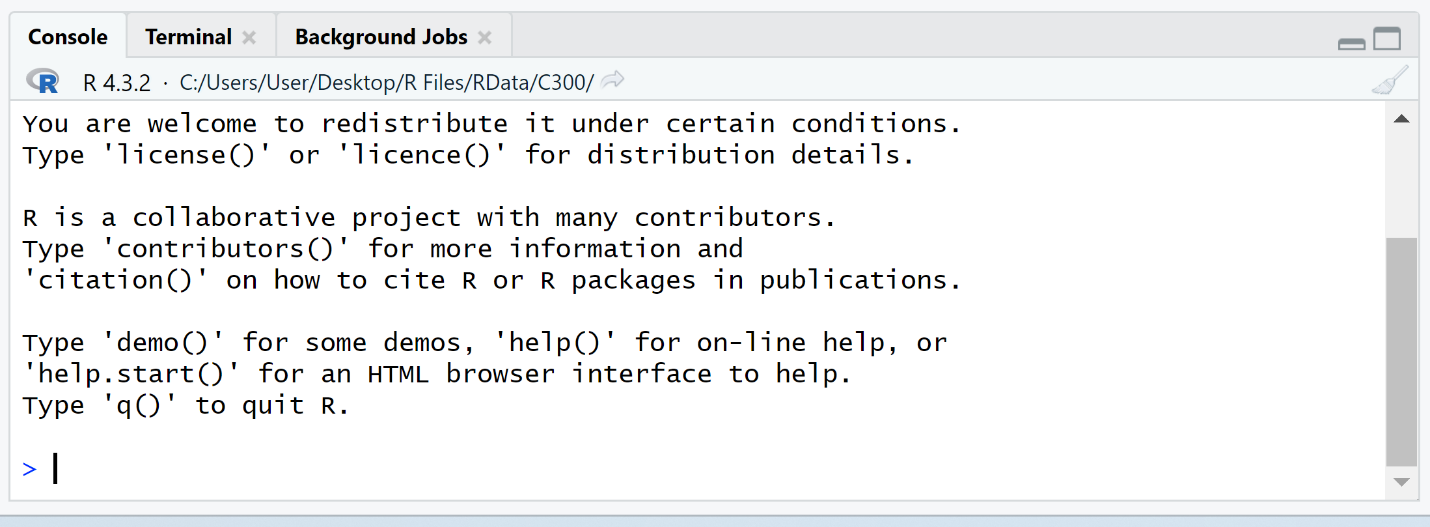 Console Terminal Background Jobs
R R 4.3.2 · C:/Users/User/Desktop/R Files/RData/C300/
You are welcome to redistribute it under certain conditions.
Type 'license()' or 'licence()' for distribution details.
R is a collaborative project with many contributors.
Type 'contributors()' for more information and
'citation()' on how to cite R or R packages in publications.
Type 'demo()' for some demos, 'help()' for on-line help, or
'help.start()' for an HTML browser interface to help.
Type 'q()' to quit R.
>